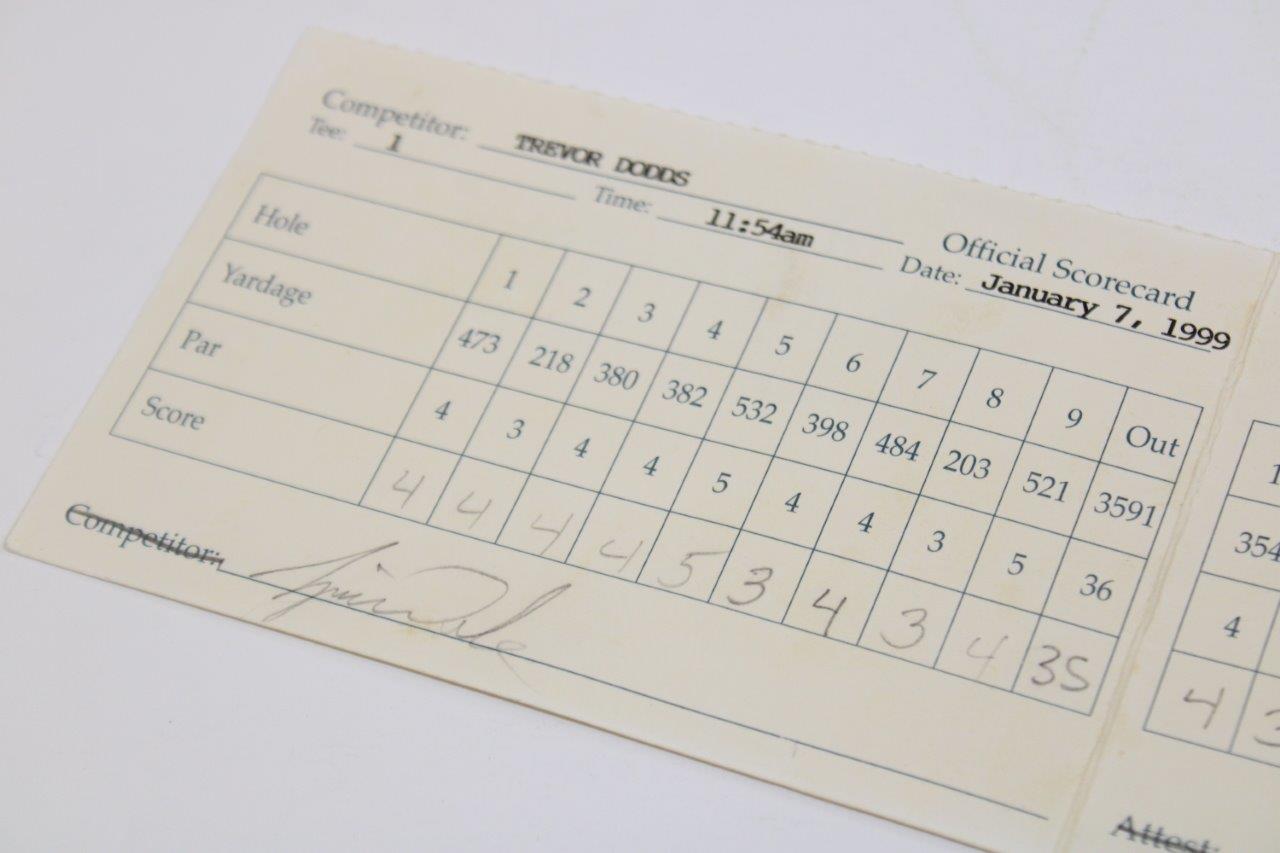 Competitor: TREVOR DODDS
Tee: 1 Time: 11:54am Official Scorecard
Date: January 7, 1999
Hole 1 2 3 4 5 6 7 8 9 Out
Yardage 473 218 380 382 532 398 484 203 521 3591 354
Par 4 3 4 4 5 4 4 3 5 36 4
Score 4 4 4 4 5 3 4 3 4 35 4
Competitor:
Attest: